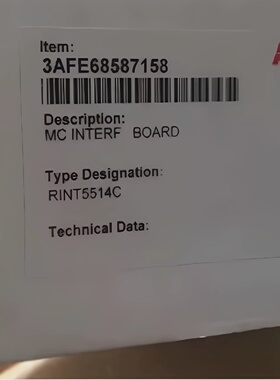 Item:
3AFE68587158
Description:
MC INTERF BOARD
Type Designation:
RINT5514C
Technical Data: